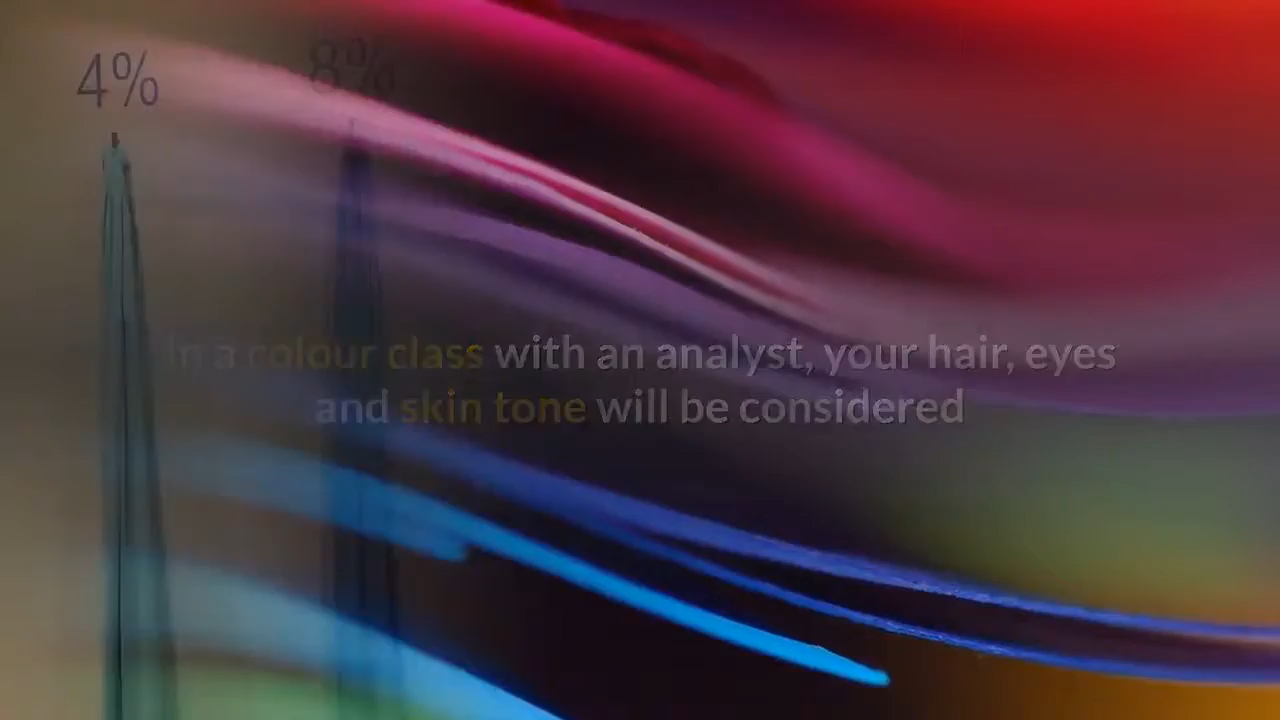 4% 8%
In a colour class with an analyst, your hair, eyes
and skin tone will be considered